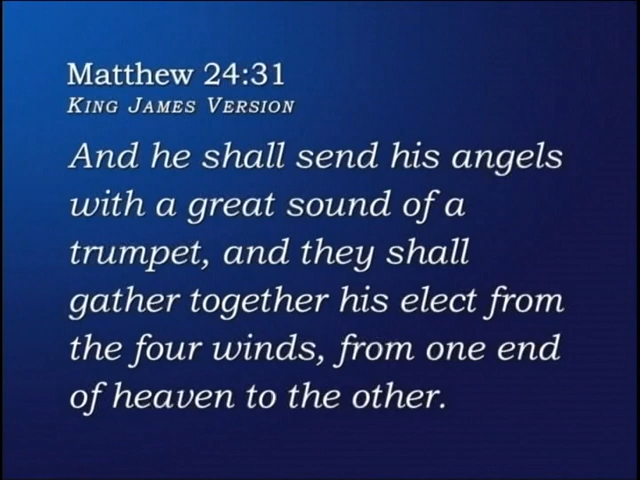 Matthew 24:31
King James Version
And he shall send his angels
with a great sound of a
trumpet, and they shall
gather together his elect from
the four winds, from one end
of heaven to the other.